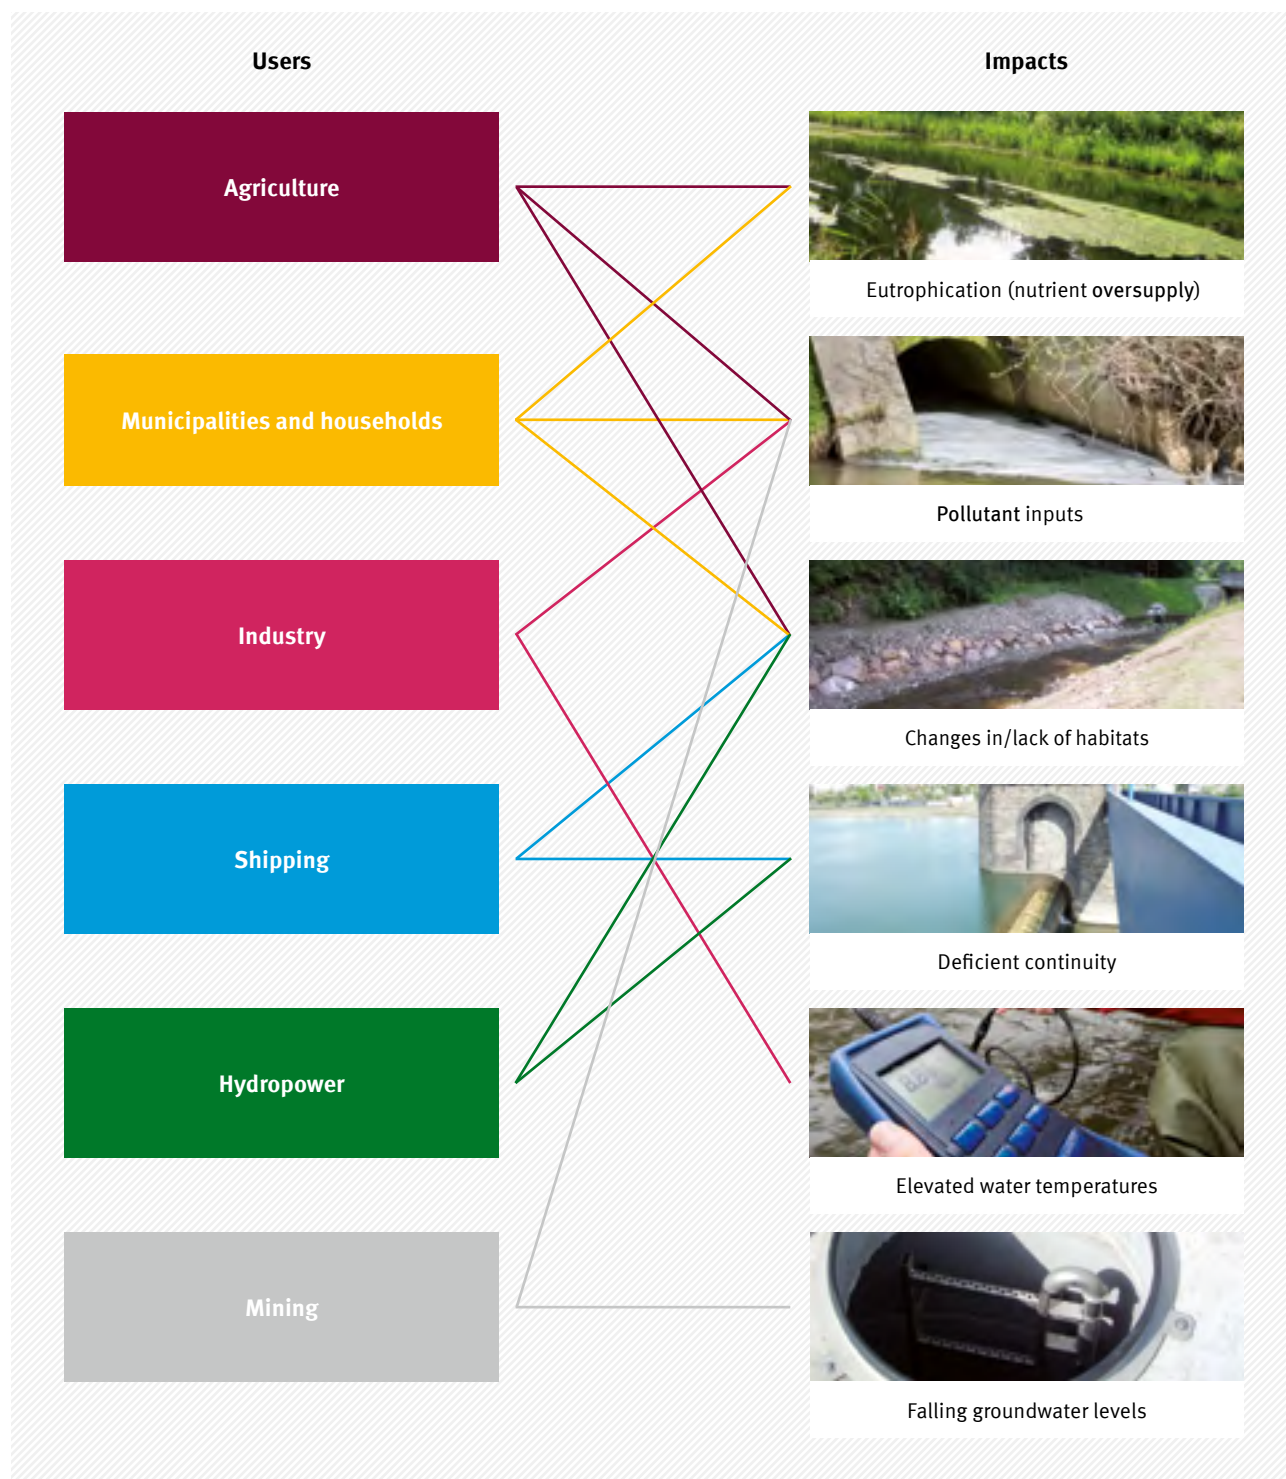 Users
Impacts
Agriculture
Eutrophication (nutrient oversupply)
Municipalities and households
Pollutant inputs
Industry
Changes in/lack of habitats
Shipping
Deficient continuity
Hydropower
Elevated water temperatures
Mining
Falling groundwater levels